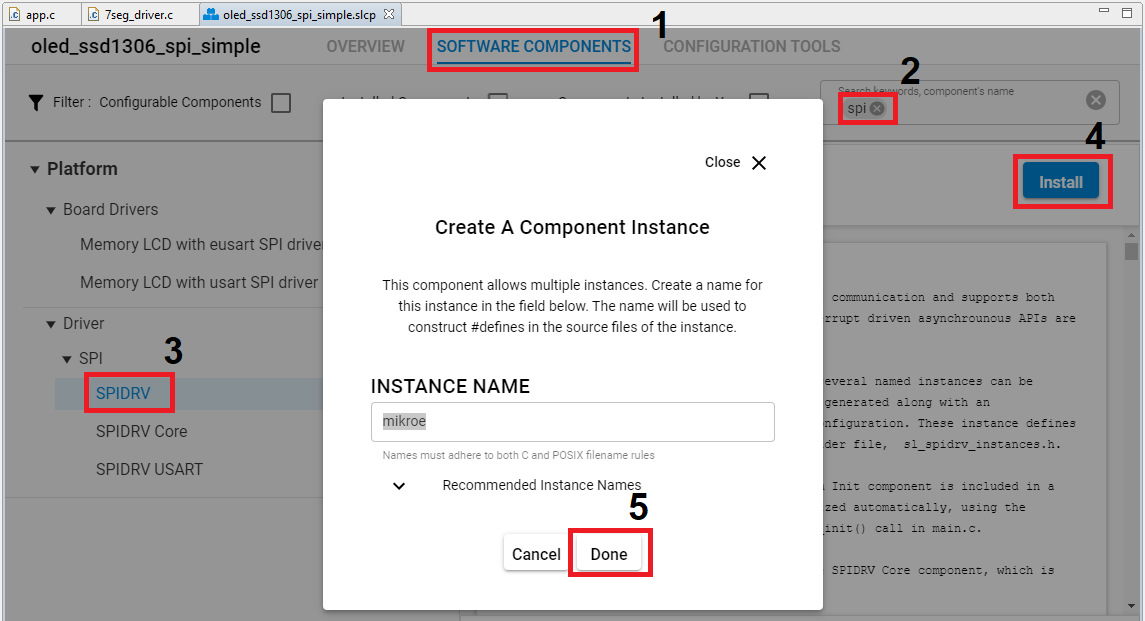 app.c
7seg_driver.c
oled_ssd1306_spi_simple.slcp
1
oled_ssd1306_spi_simple
OVERVIEW
SOFTWARE COMPONENTS
CONFIGURATION TOOLS
2
Filter : Configurable Components
Search keywords, component's name
spi
4
Install
Platform
Board Drivers
Memory LCD with eusart SPI driver
Memory LCD with usart SPI driver
Driver
SPI
3
SPIDRV
SPIDRV Core
SPIDRV USART
Close
Create A Component Instance
This component allows multiple instances. Create a name for
this instance in the field below. The name will be used to
construct #defines in the source files of the instance.
INSTANCE NAME
mikroe
Names must adhere to both C and POSIX filename rules
Recommended Instance Names
5
Cancel
Done
communication and supports both
rrupt driven asynchrounous APIs are
everal named instances can be
generated along with an
nfiguration. These instance defines
der file, sl_spidrv_instances.h.
Init component is included in a
zed automatically, using the
_init() call in main.c.
SPIDRV Core component, which is